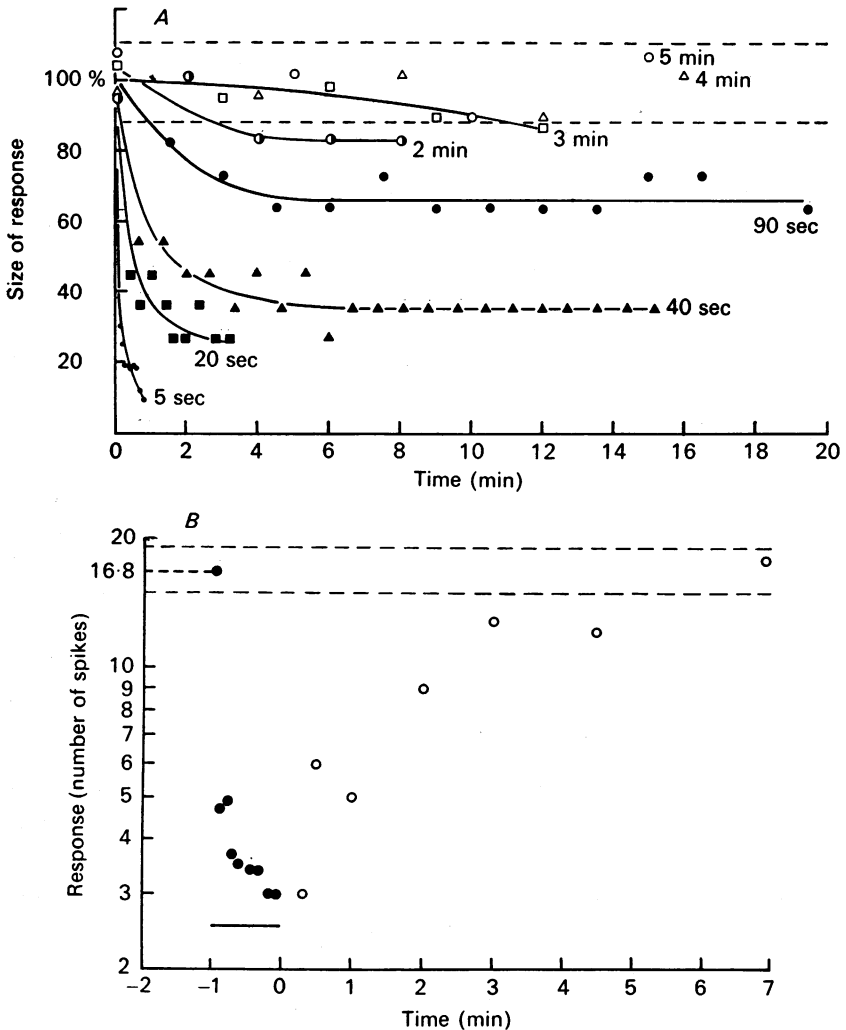 A
100 %
80
60
40
20
Size of response
5 min
4 min
3 min
2 min
90 sec
40 sec
20 sec
5 sec
0 2 4 6 8 10 12 14 16 18 20
Time (min)
B
20
16·8
10
9
8
7
6
5
4
3
2
Response (number of spikes)
−2 −1 0 1 2 3 4 5 6 7
Time (min)